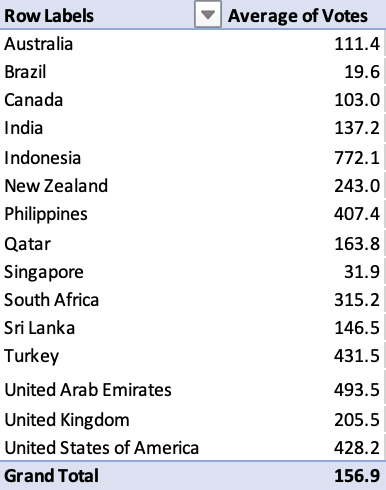 Row Labels Average of Votes
Australia 111.4
Brazil 19.6
Canada 103.0
India 137.2
Indonesia 772.1
New Zealand 243.0
Philippines 407.4
Qatar 163.8
Singapore 31.9
South Africa 315.2
Sri Lanka 146.5
Turkey 431.5
United Arab Emirates 493.5
United Kingdom 205.5
United States of America 428.2
Grand Total 156.9